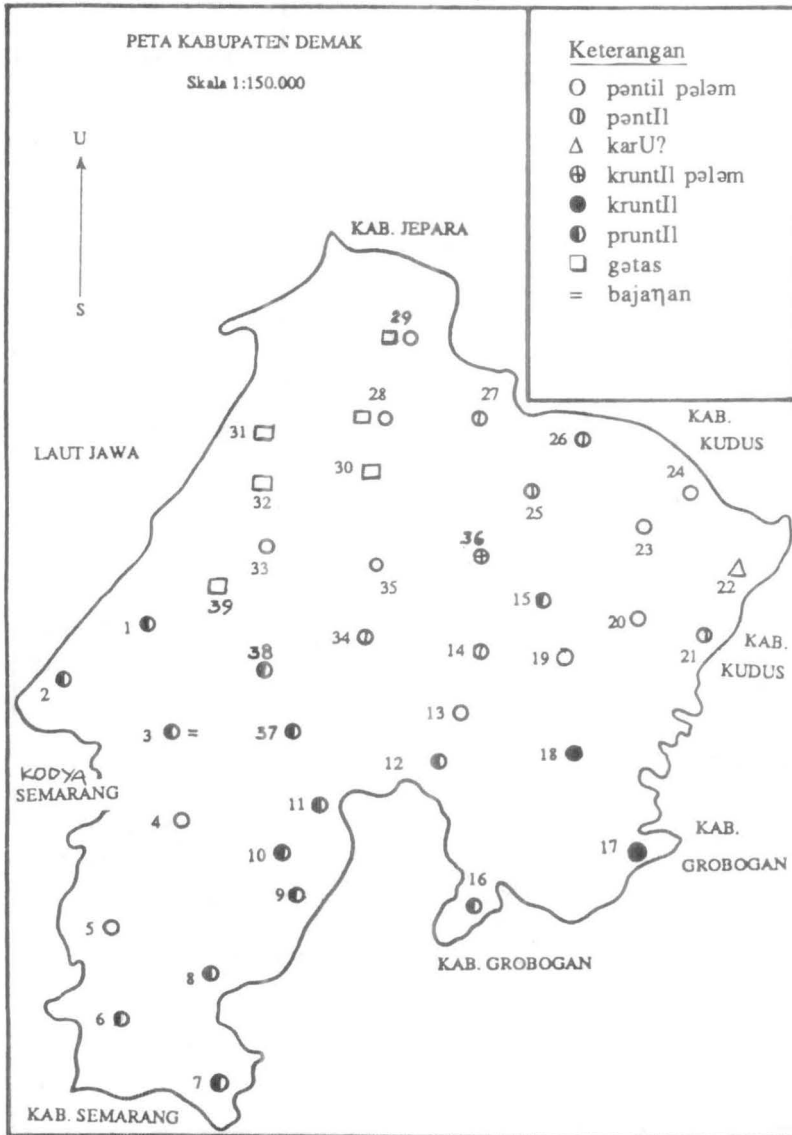 PETA KABUPATEN DEMAK
Skala 1:150.000
U
S
Keterangan
pəntil pələm
pəntIl
karU?
kruntIl pələm
kruntIl
pruntIl
gətas
= bajaηan
KAB. JEPARA
29
28
27
31
26
KAB.
KUDUS
LAUT JAWA
30
24
32
25
23
36
33
35
22
39
15
1
20
34
14
19
21
KAB.
KUDUS
38
2
13
3
=
37
12
18
KODYA
SEMARANG
4
11
10
17
KAB.
GROBOGAN
9
16
5
KAB. GROBOGAN
8
6
7
KAB. SEMARANG